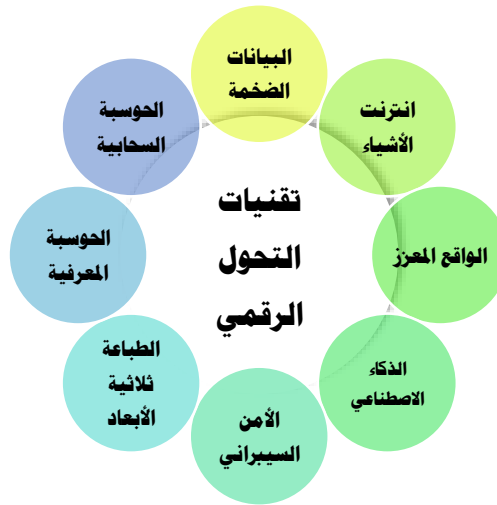 تقنيات
التحول
الرقمي
البيانات
الضخمة
انترنت
الأشياء
الواقع المعزز
الذكاء
الاصطناعي
الأمن
السيبراني
الطباعة
ثلاثية
الأبعاد
الحوسبة
المعرفية
الحوسبة
السحابية